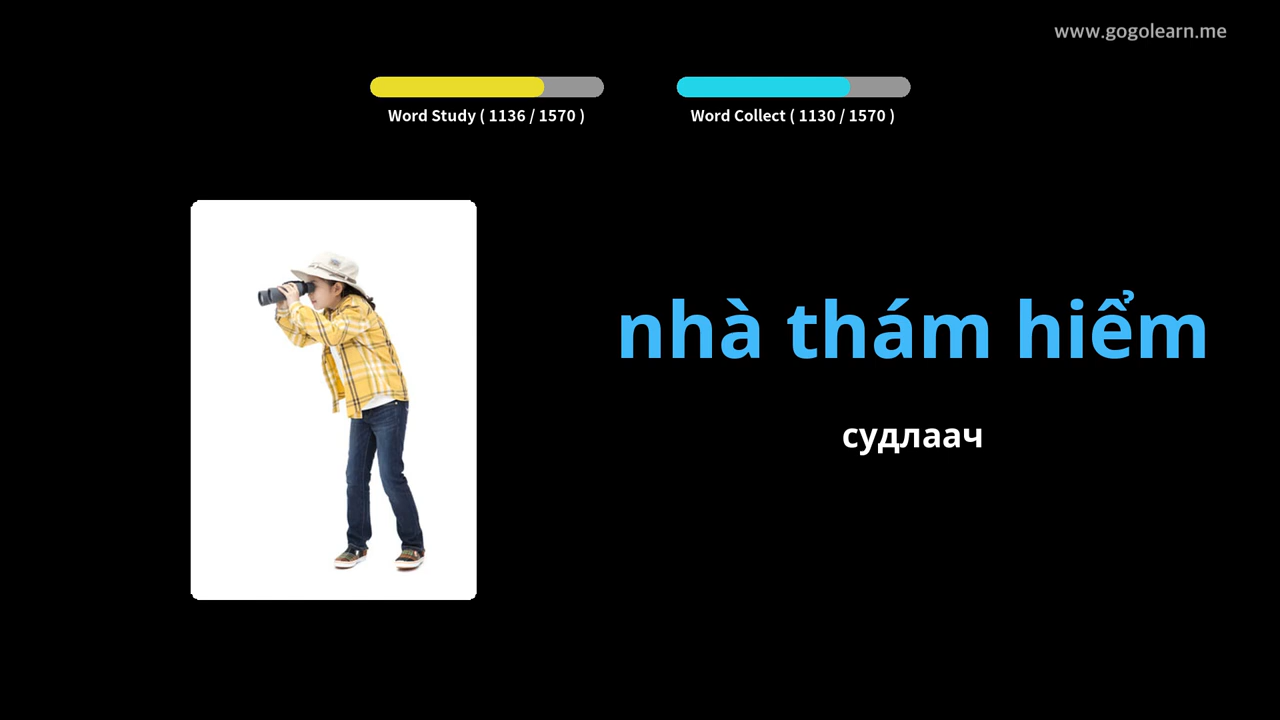 www.gogolearn.me
Word Study ( 1136 / 1570 )
Word Collect ( 1130 / 1570 )
nhà thám hiểm
судлаач